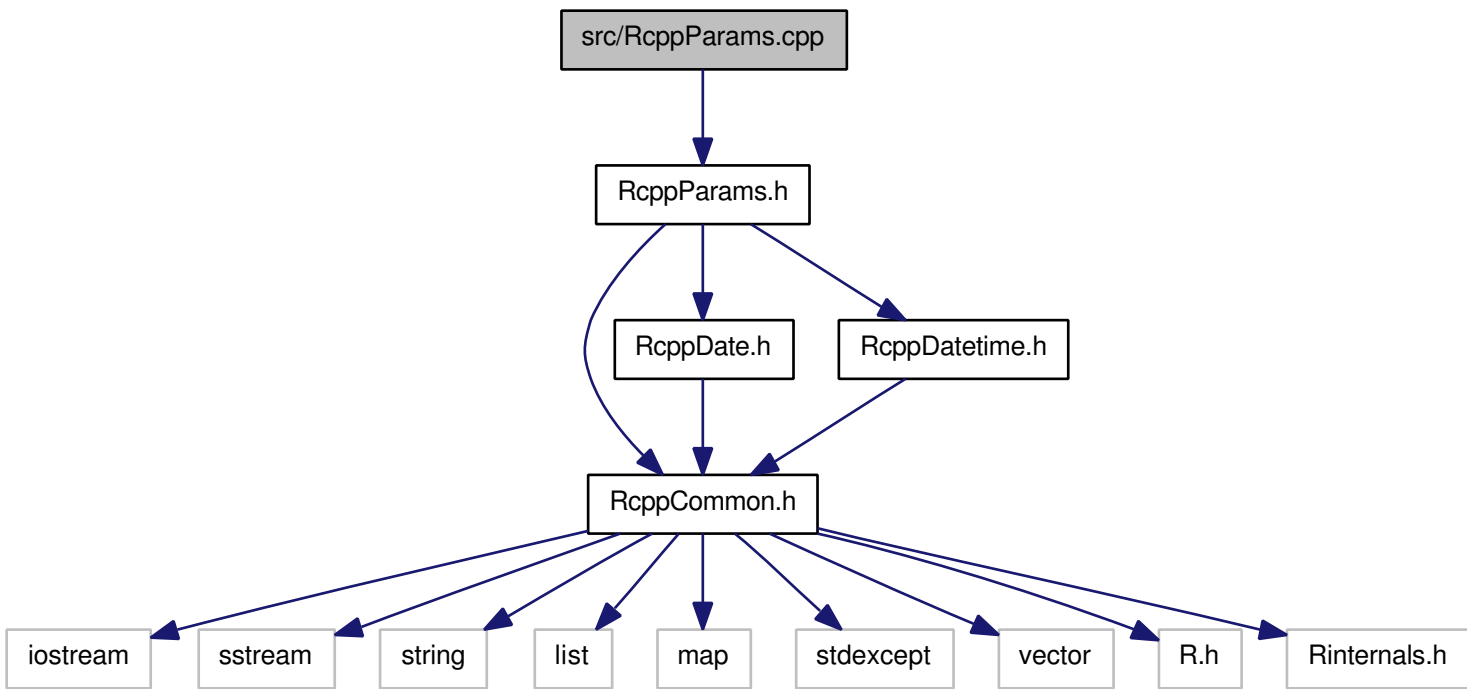 src/RcppParams.cpp
RcppParams.h
RcppDate.h
RcppDatetime.h
RcppCommon.h
iostream
sstream
string
list
map
stdexcept
vector
R.h
Rinternals.h